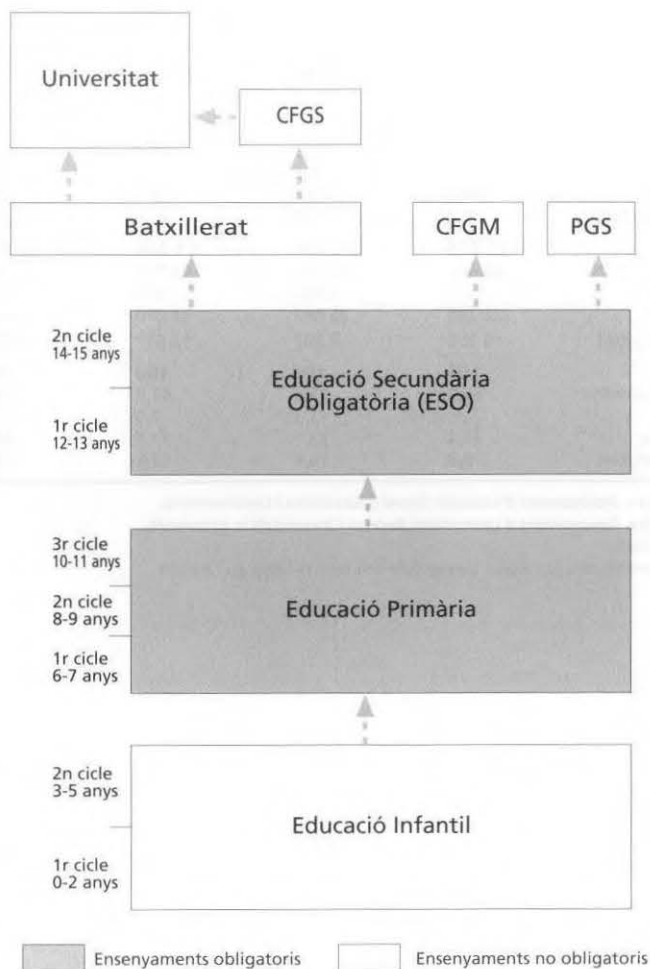 Universitat
CFGS
Batxillerat
CFGM
PGS
2n cicle
14-15 anys
Educació Secundària
Obligatòria (ESO)
1r cicle
12-13 anys
3r cicle
10-11 anys
2n cicle
8-9 anys
Educació Primària
1r cicle
6-7 anys
2n cicle
3-5 anys
Educació Infantil
1r cicle
0-2 anys
Ensenyaments obligatoris
Ensenyaments no obligatoris